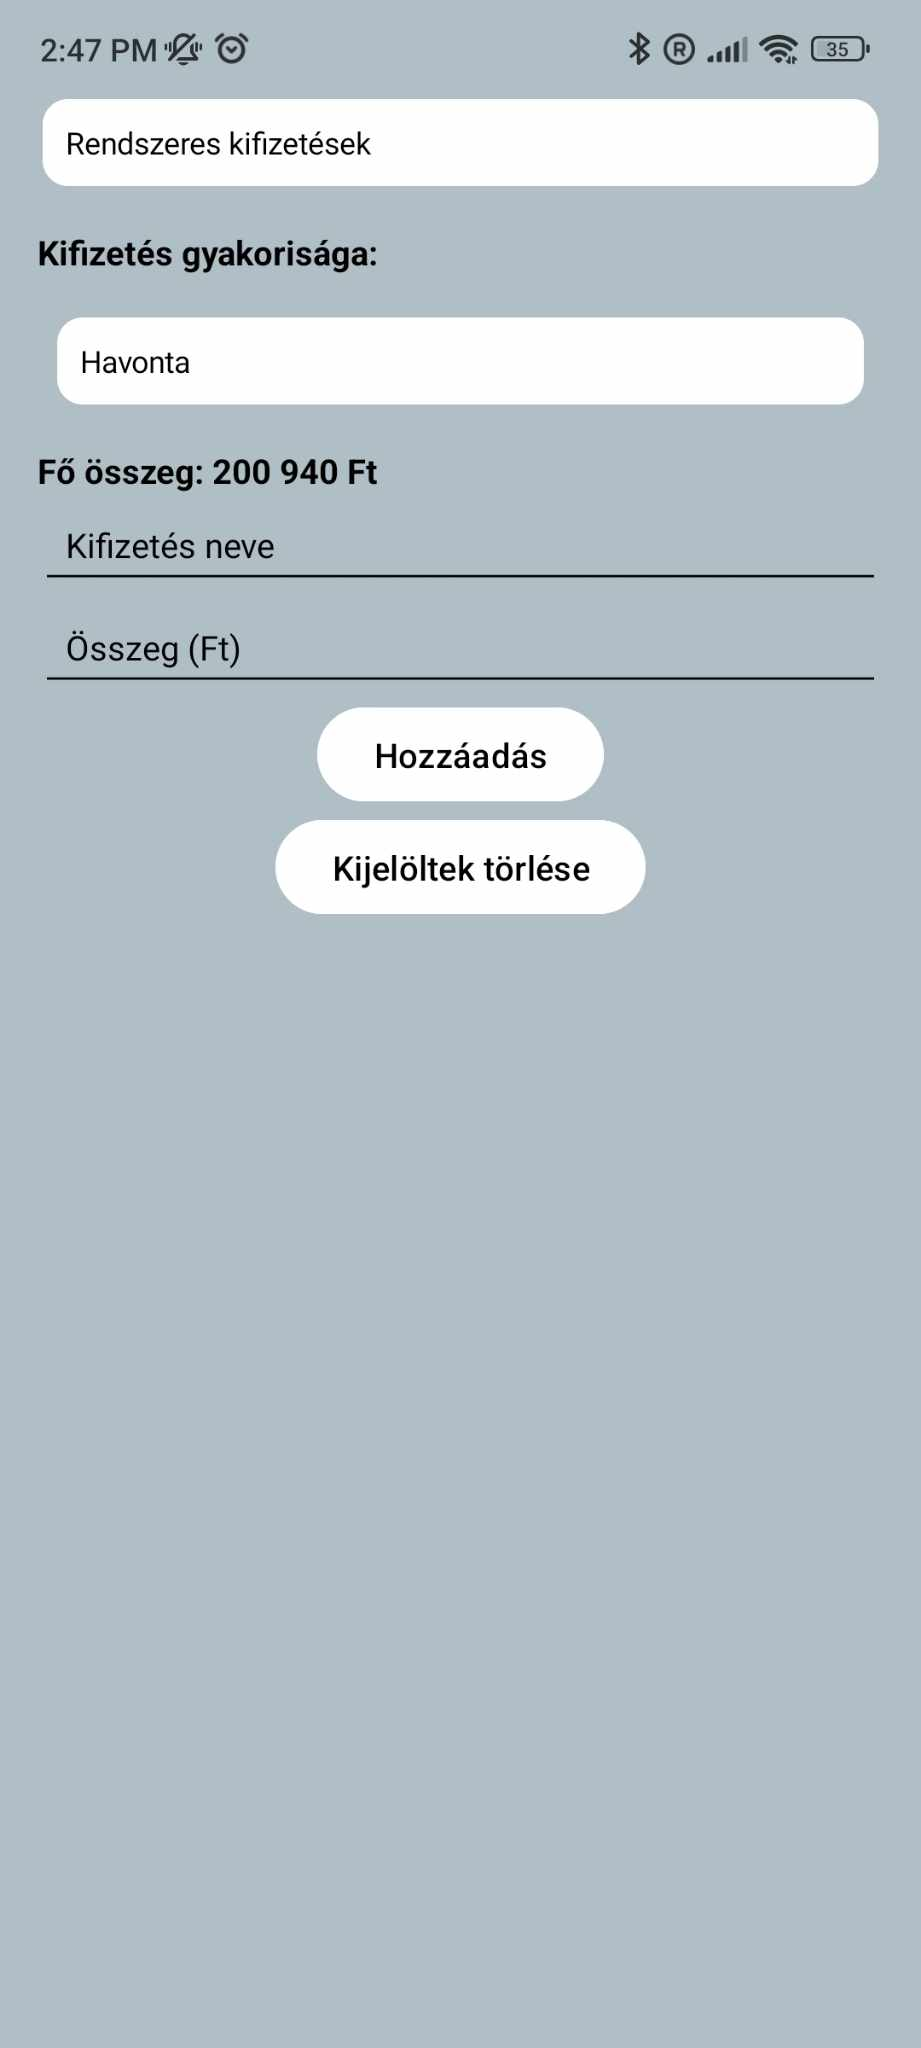 2:47 PM
35
Rendszeres kifizetések
Kifizetés gyakorisága:
Havonta
Fő összeg: 200 940 Ft
Kifizetés neve
Összeg (Ft)
Hozzáadás
Kijelöltek törlése